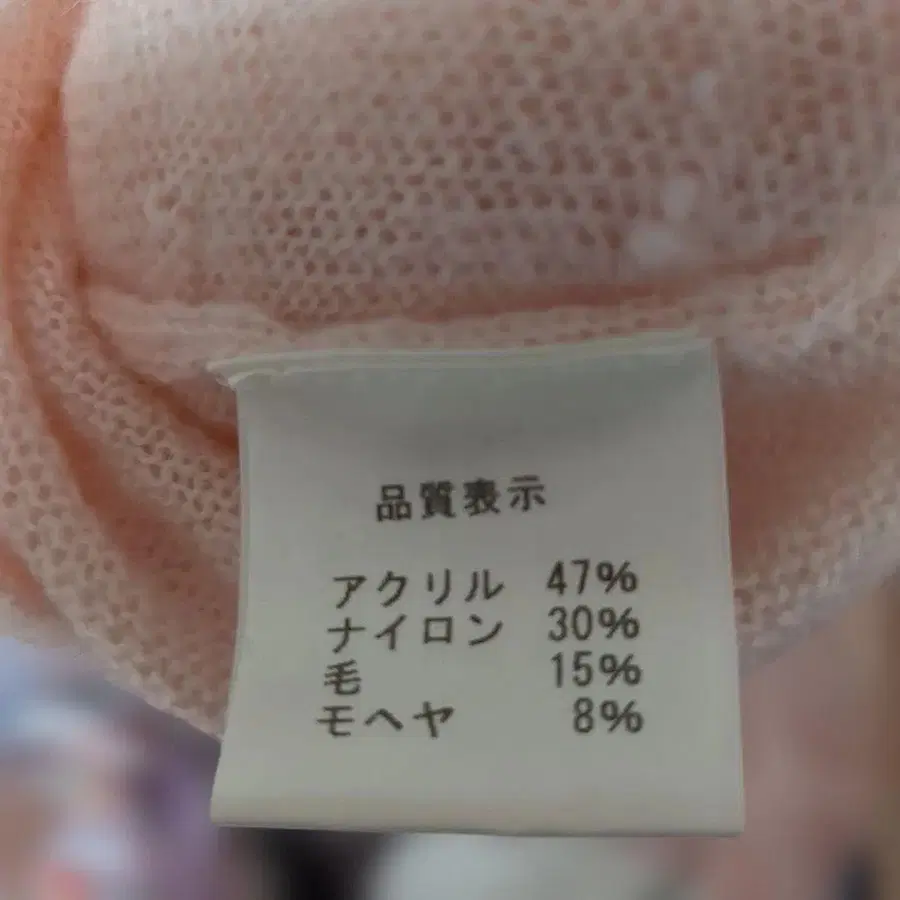 品質表示
アクリル 47%
ナイロン 30%
毛 15%
モヘヤ 8%